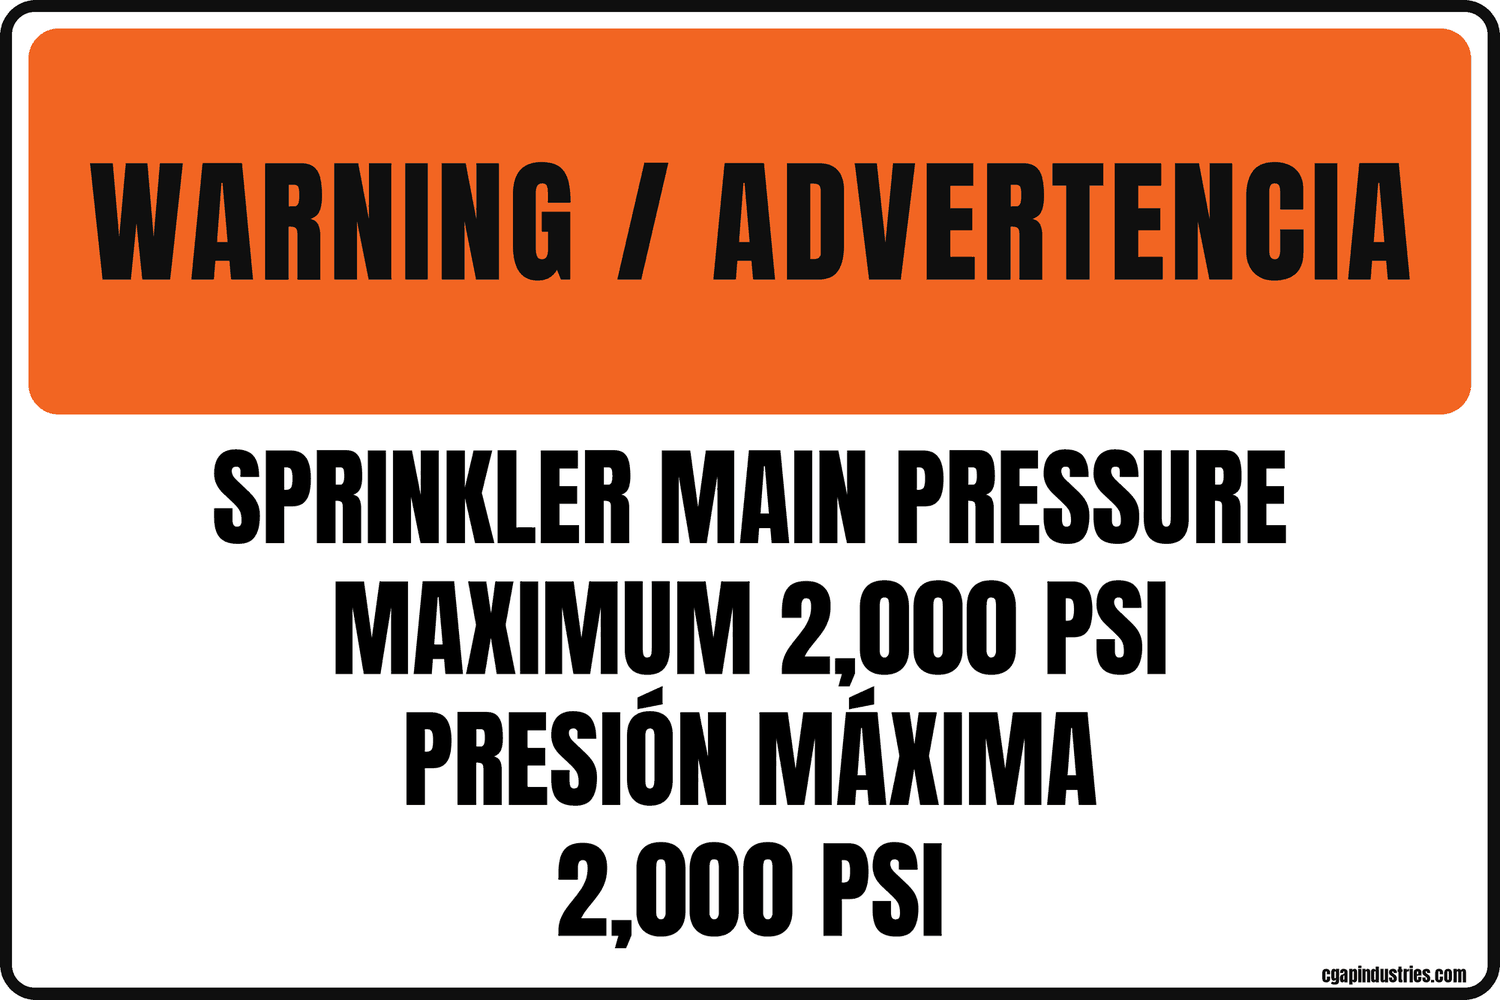 WARNING / ADVERTENCIA
SPRINKLER MAIN PRESSURE
MAXIMUM 2,000 PSI
PRESIÓN MÁXIMA
2,000 PSI
cgapindustries.com